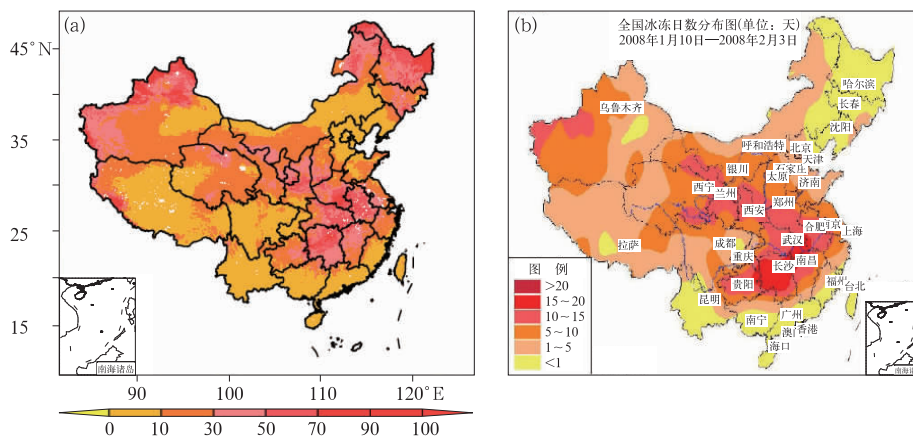 (a)
45°N
35
25
15
南海诸岛
90
100
110
120°E
0
10
30
50
70
90
100
(b)
全国冰冻日数分布图(单位：天)
2008年1月10日—2008年2月3日
哈尔滨
长春
沈阳
乌鲁木齐
呼和浩特
北京
天津
银川
石家庄
太原
济南
西宁
兰州
郑州
西安
合肥
京
上海
拉萨
成都
武汉
重庆
长沙
南昌
贵阳
福州
台北
昆明
南宁
广州
澳门
香港
海口
图 例
>20
15～20
10～15
5～10
1～5
<1
南海诸